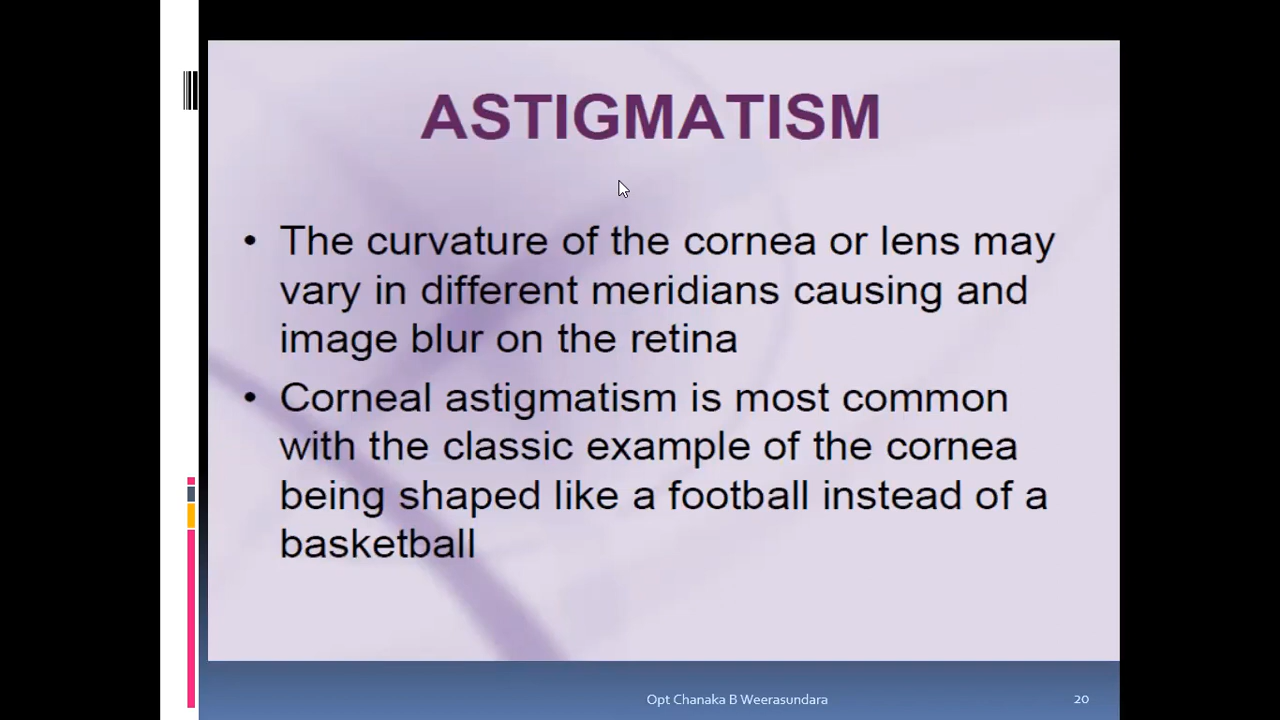 ASTIGMATISM
• The curvature of the cornea or lens may
vary in different meridians causing and
image blur on the retina
• Corneal astigmatism is most common
with the classic example of the cornea
being shaped like a football instead of a
basketball
Opt Chanaka B Weerasundara
20